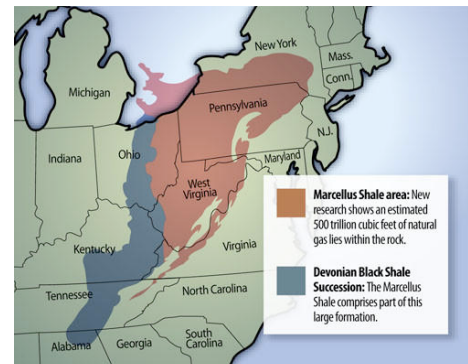 New York
Mass.
Conn.
Michigan
Pennsylvania
N.J.
Ohio
Indiana
Maryland
West
Virginia
Virginia
Kentucky
Tennessee
North Carolina
Alabama
Georgia
South
Carolina
Marcellus Shale area: New
research shows an estimated
500 trillion cubic feet of natural
gas lies within the rock.
Devonian Black Shale
Succession: The Marcellus
Shale comprises part of this
large formation.